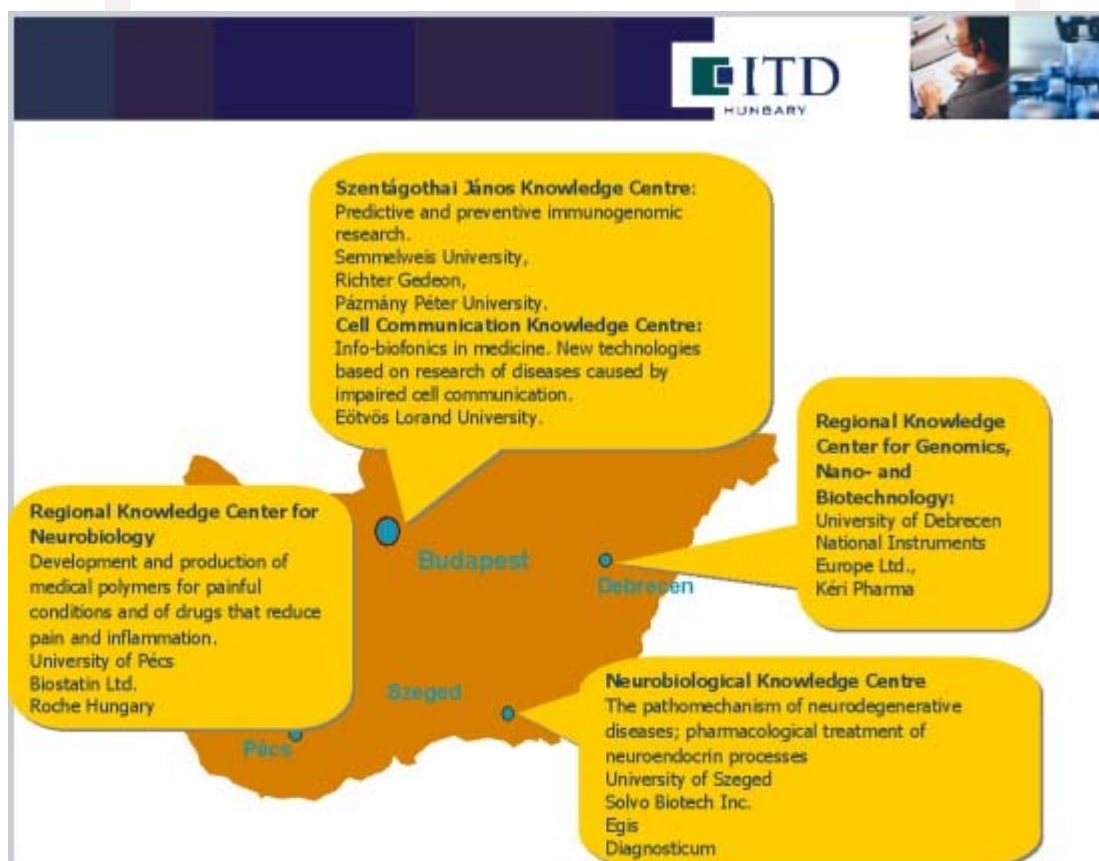 ITD
HUNGARY
Szentágothai János Knowledge Centre:
Predictive and preventive immunogenomic
research.
Semmelweis University,
Richter Gedeon,
Pázmány Péter University.
Cell Communication Knowledge Centre:
Info-biofonics in medicine. New technologies
based on research of diseases caused by
impaired cell communication.
Eötvös Lorand University.
Regional Knowledge
Center for Genomics,
Nano- and
Biotechnology:
University of Debrecen
National Instruments
Europe Ltd.,
Kéri Pharma
Regional Knowledge Center for
Neurobiology
Development and production of
medical polymers for painful
conditions and of drugs that reduce
pain and inflammation.
University of Pécs
Biostatin Ltd.
Roche Hungary
Budapest
Debrecen
Szeged
Pécs
Neurobiological Knowledge Centre
The pathomechanism of neurodegenerative
diseases; pharmacological treatment of
neuroendocrin processes
University of Szeged
Solvo Biotech Inc.
Egis
Diagnosticum